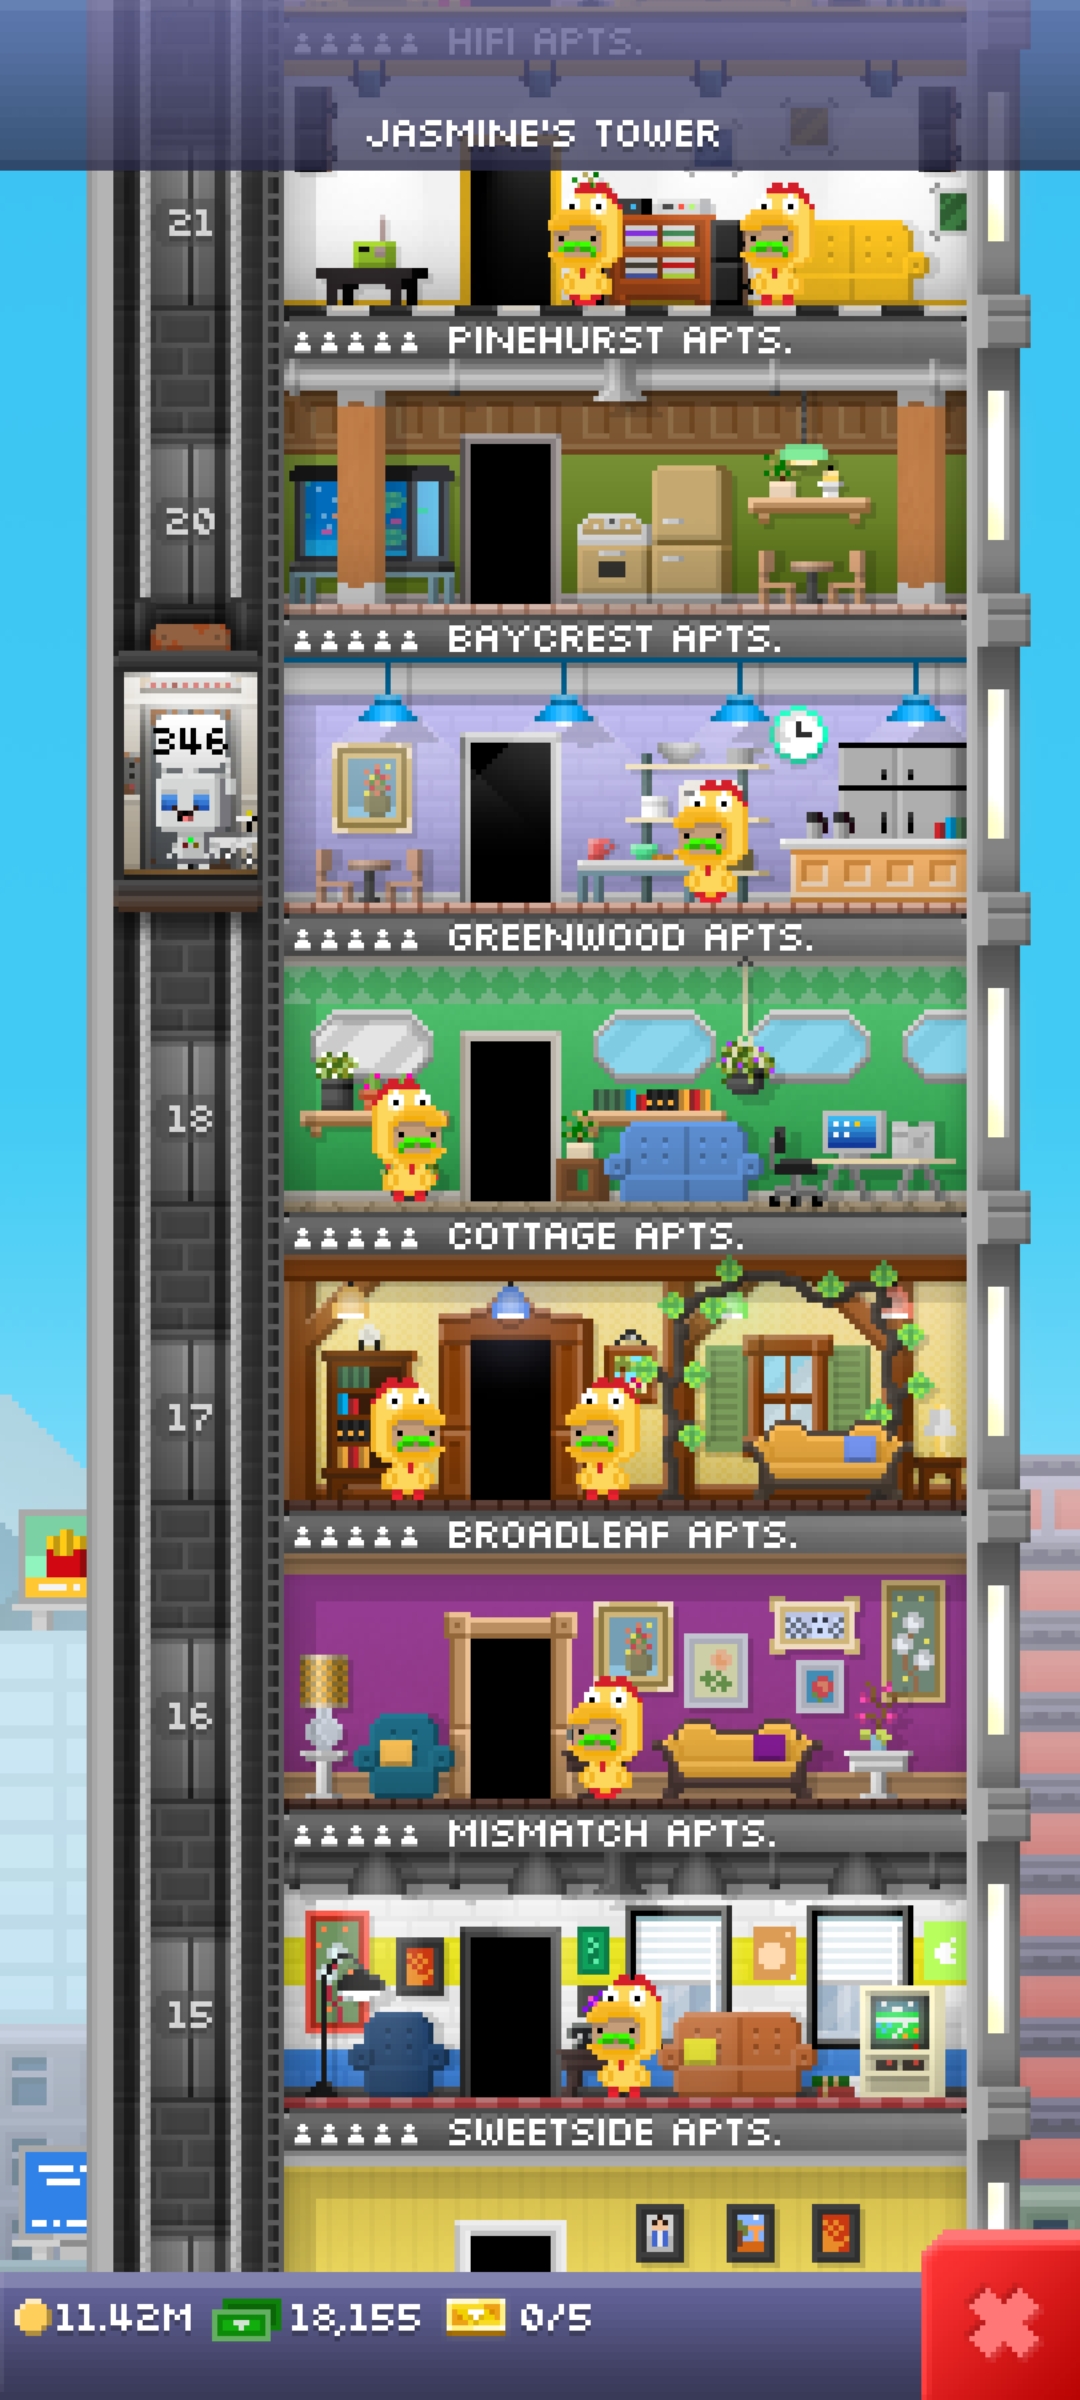 HIFI APTS.
JASMINE'S TOWER
21
PINEHURST APTS.
20
BAYCREST APTS.
346
GREENWOOD APTS.
18
COTTAGE APTS.
17
BROADLEAF APTS.
16
MISMATCH APTS.
15
SWEETSIDE APTS.
11.42M 18,155 0/5